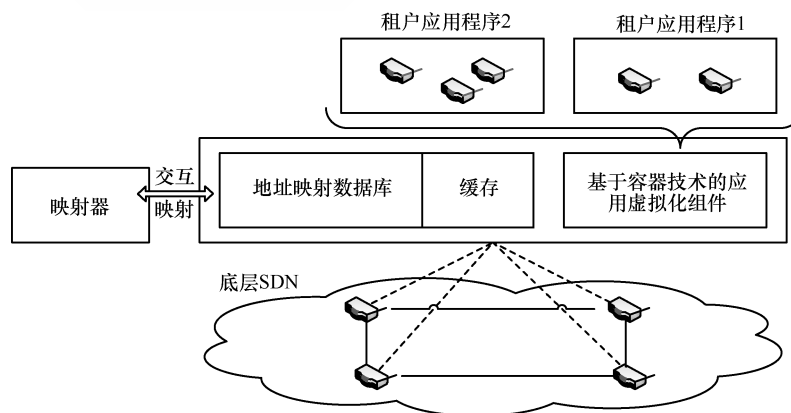 租户应用程序2
租户应用程序1
交互
映射
映射器
地址映射数据库
缓存
基于容器技术的应
用虚拟化组件
底层SDN